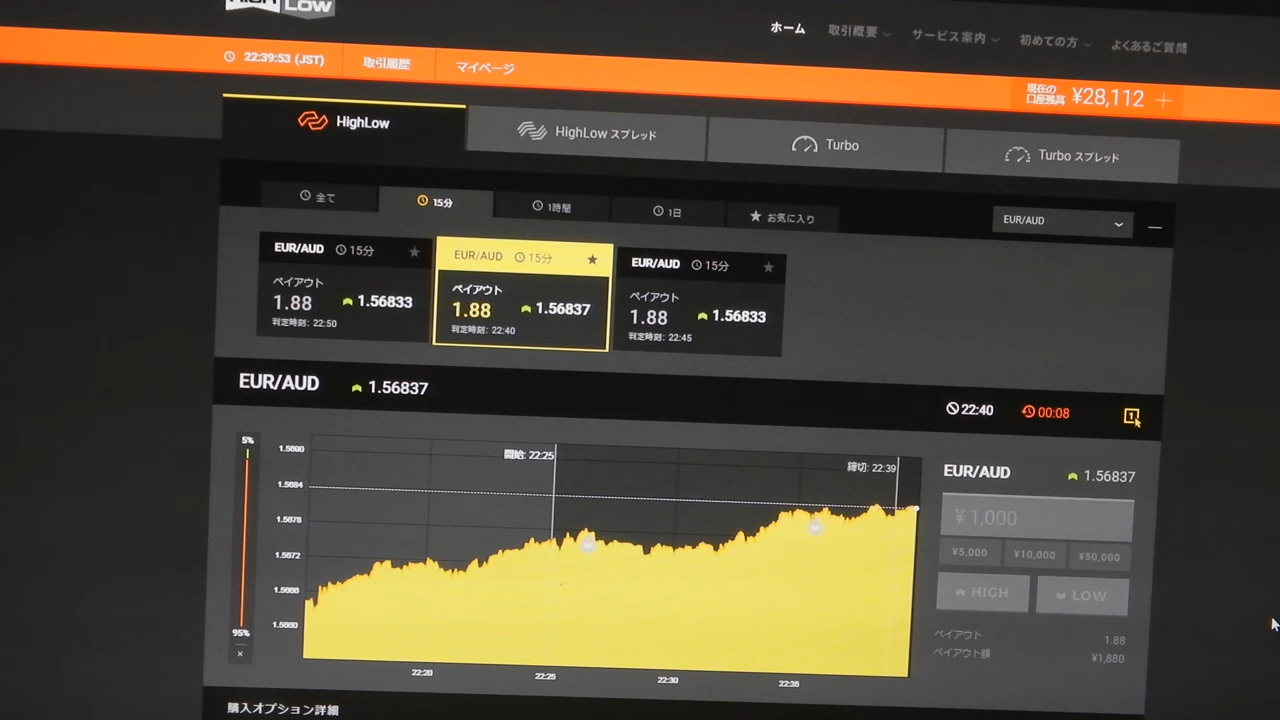 HIGH LOW
ホーム 取引概要 サービス案内 初めての方 よくあるご質問
22:39:53 (JST) 取引履歴 マイページ
現在の
口座残高 ¥28,112
HighLow HighLow スプレッド Turbo Turbo スプレッド
全て 15分 1時間 1日 お気に入り EUR/AUD
EUR/AUD 15分
ペイアウト
1.88 1.56833
判定時刻: 22:50
EUR/AUD 15分
ペイアウト
1.88 1.56837
判定時刻: 22:40
EUR/AUD 15分
ペイアウト
1.88 1.56833
判定時刻: 22:45
EUR/AUD 1.56837
22:40 00:08 1
5%
95%
×
1.5690
1.5684
1.5678
1.5672
1.5666
1.5660
開始: 22:25
締切: 22:39
22:20 22:25 22:30 22:35
EUR/AUD 1.56837
¥ 1,000
¥5,000 ¥10,000 ¥50,000
HIGH LOW
ペイアウト 1.88
ペイアウト額 ¥1,880
購入オプション詳細